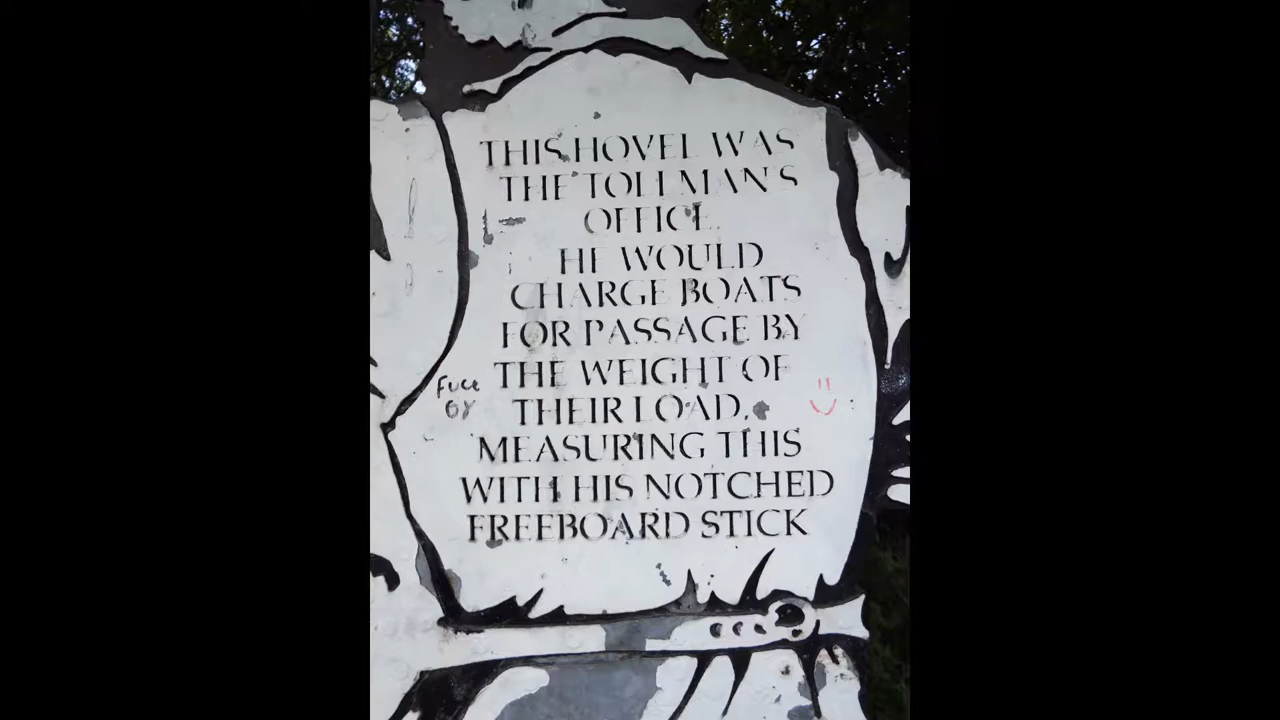 THIS HOVEL WAS
THE TOLLMAN'S
OFFICE.
HE WOULD
CHARGE BOATS
FOR PASSAGE BY
THE WEIGHT OF
THEIR LOAD,
MEASURING THIS
WITH HIS NOTCHED
FREEBOARD STICK